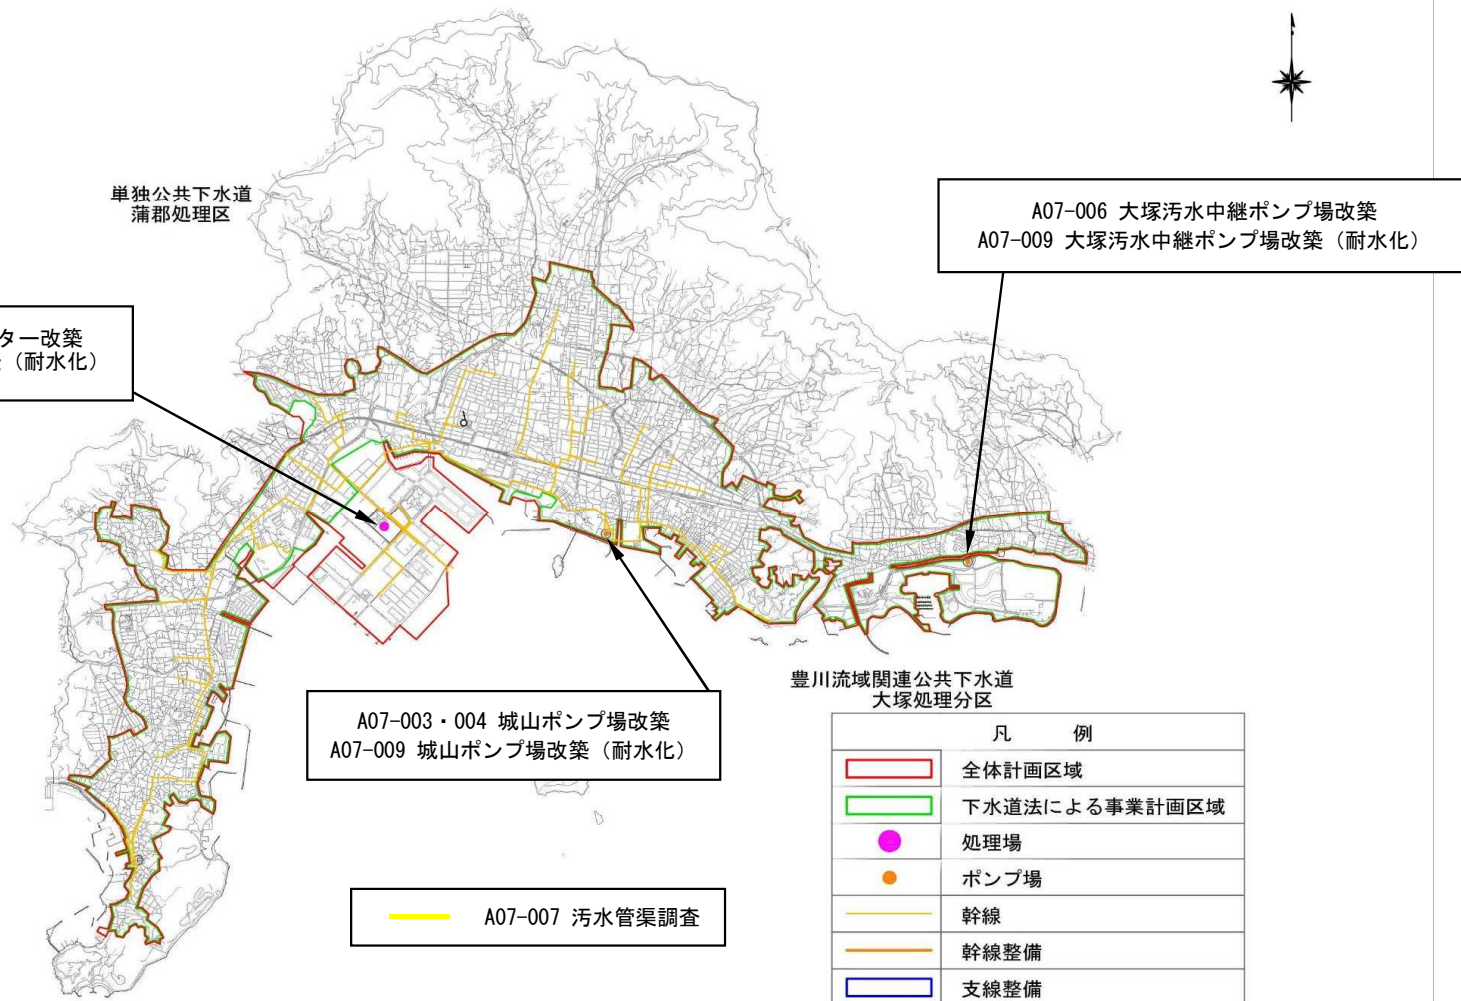 単独公共下水道
蒲郡処理区
A07-006 大塚汚水中継ポンプ場改築
A07-009 大塚汚水中継ポンプ場改築（耐水化）
ター改築
（耐水化）
A07-003・004 城山ポンプ場改築
A07-009 城山ポンプ場改築（耐水化）
豊川流域関連公共下水道
大塚処理分区
凡 例
全体計画区域
下水道法による事業計画区域
処理場
ポンプ場
幹線
幹線整備
支線整備
A07-007 汚水管渠調査